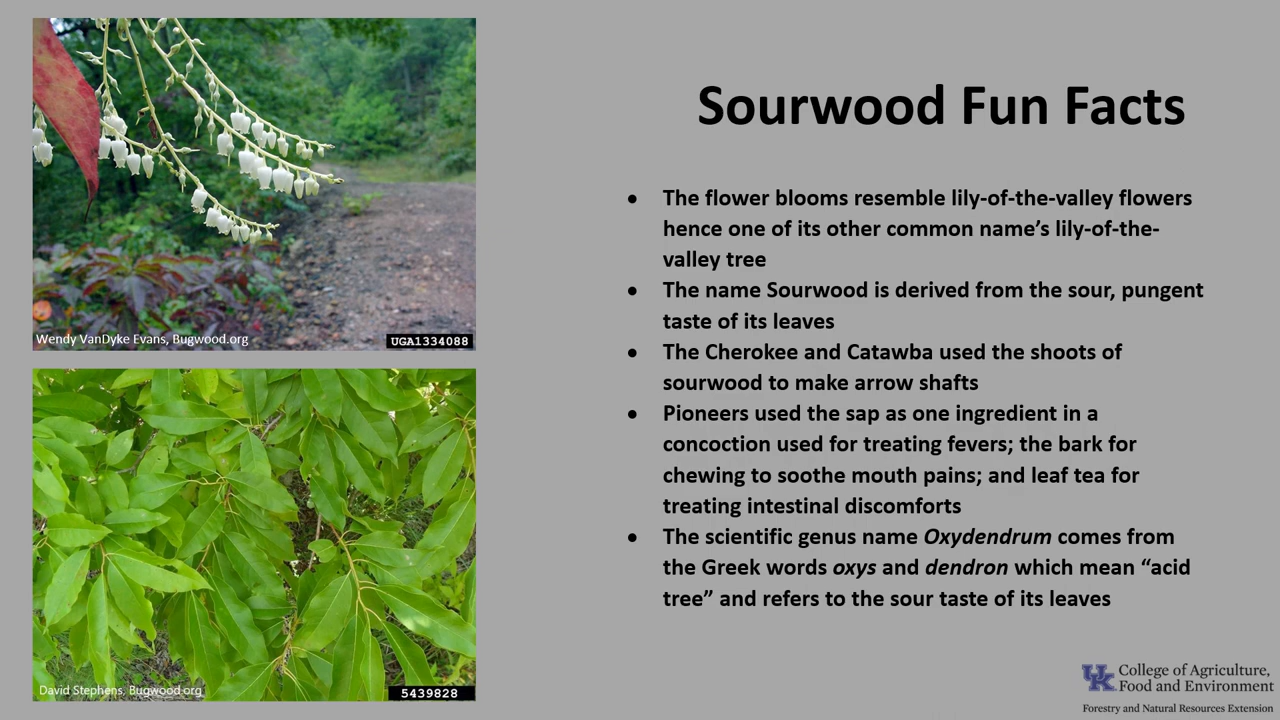 Sourwood Fun Facts
• The flower blooms resemble lily-of-the-valley flowers
hence one of its other common name’s lily-of-the-
valley tree
• The name Sourwood is derived from the sour, pungent
taste of its leaves
• The Cherokee and Catawba used the shoots of
sourwood to make arrow shafts
• Pioneers used the sap as one ingredient in a
concoction used for treating fevers; the bark for
chewing to soothe mouth pains; and leaf tea for
treating intestinal discomforts
• The scientific genus name Oxydendrum comes from
the Greek words oxys and dendron which mean “acid
tree” and refers to the sour taste of its leaves
Wendy VanDyke Evans, Bugwood.org
UGA1334088
David Stephens, Bugwood.org
5439828
UK College of Agriculture,
Food and Environment
Forestry and Natural Resources Extension